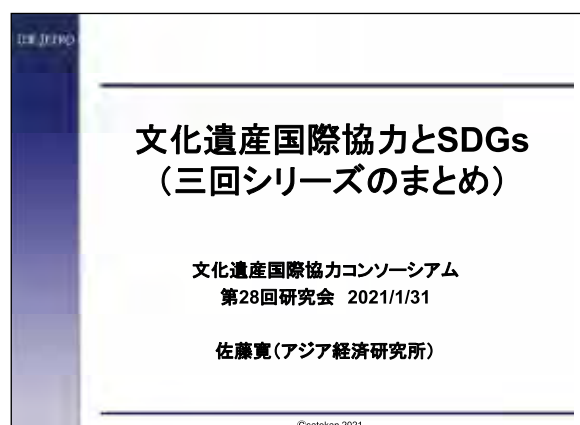 IDE JETRO
文化遺産国際協力とSDGs
（三回シリーズのまとめ）
文化遺産国際協力コンソーシアム
第28回研究会 2021/1/31
佐藤寛（アジア経済研究所）